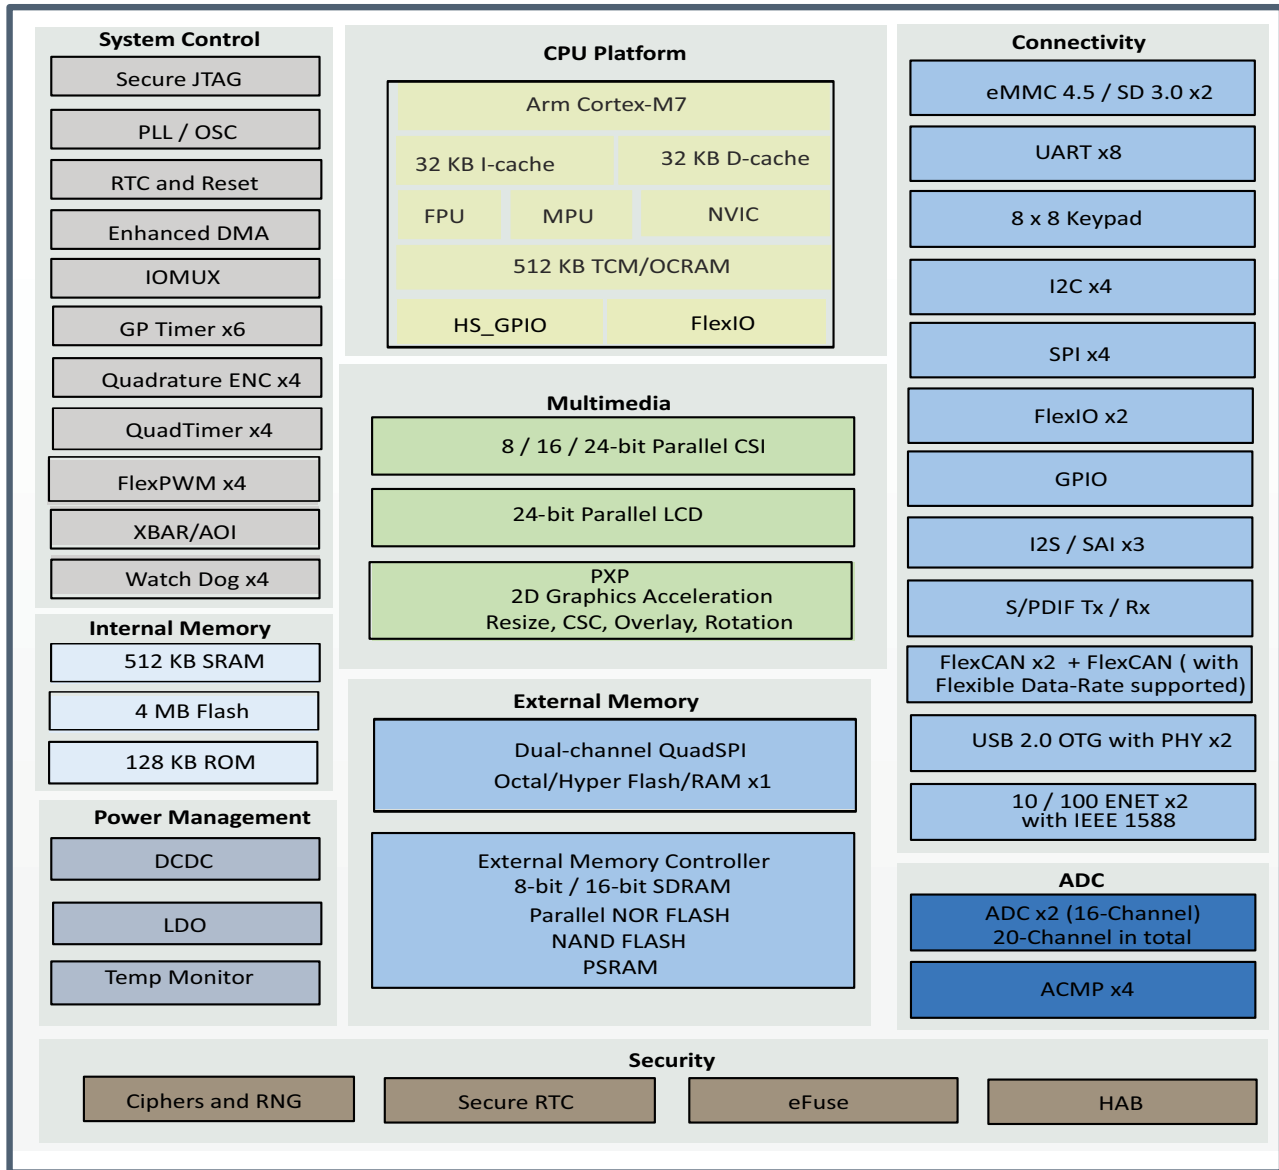 System Control
Secure JTAG
PLL / OSC
RTC and Reset
Enhanced DMA
IOMUX
GP Timer x6
Quadrature ENC x4
QuadTimer x4
FlexPWM x4
XBAR/AOI
Watch Dog x4
Internal Memory
512 KB SRAM
4 MB Flash
128 KB ROM
Power Management
DCDC
LDO
Temp Monitor
CPU Platform
Arm Cortex-M7
32 KB I-cache
32 KB D-cache
FPU
MPU
NVIC
512 KB TCM/OCRAM
HS_GPIO
FlexIO
Multimedia
8 / 16 / 24-bit Parallel CSI
24-bit Parallel LCD
PXP
2D Graphics Acceleration
Resize, CSC, Overlay, Rotation
External Memory
Dual-channel QuadSPI
Octal/Hyper Flash/RAM x1
External Memory Controller
8-bit / 16-bit SDRAM
Parallel NOR FLASH
NAND FLASH
PSRAM
Connectivity
eMMC 4.5 / SD 3.0 x2
UART x8
8 x 8 Keypad
I2C x4
SPI x4
FlexIO x2
GPIO
I2S / SAI x3
S/PDIF Tx / Rx
FlexCAN x2 + FlexCAN ( with
Flexible Data-Rate supported)
USB 2.0 OTG with PHY x2
10 / 100 ENET x2
with IEEE 1588
ADC
ADC x2 (16-Channel)
20-Channel in total
ACMP x4
Security
Ciphers and RNG
Secure RTC
eFuse
HAB